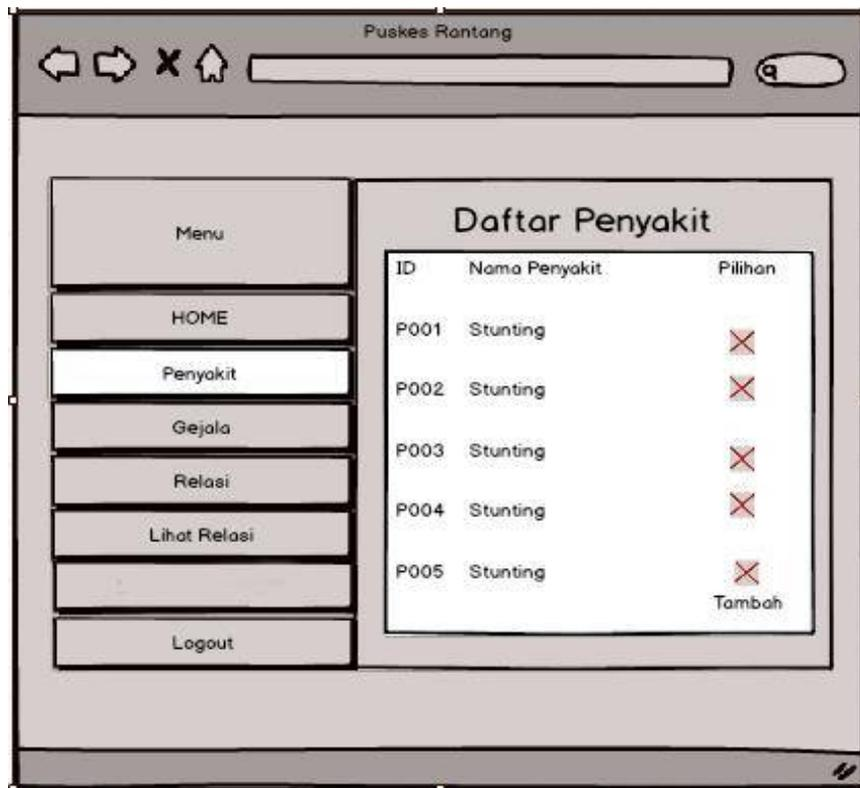 Puskes Rantang
Menu
HOME
Penyakit
Gejala
Relasi
Lihat Relasi
Logout
Daftar Penyakit
ID Nama Penyakit Pilihan
P001 Stunting
P002 Stunting
P003 Stunting
P004 Stunting
P005 Stunting
Tambah